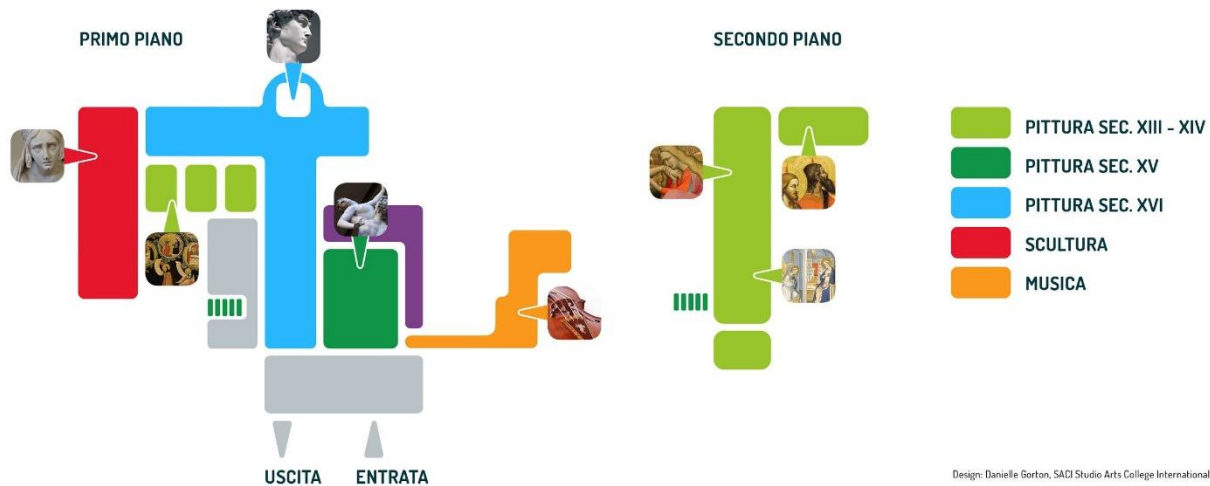 PRIMO PIANO
SECONDO PIANO
PITTURA SEC. XIII - XIV
PITTURA SEC. XV
PITTURA SEC. XVI
SCULTURA
MUSICA
USCITA
ENTRATA
Design: Danielle Gorton, SACI Studio Arts College International